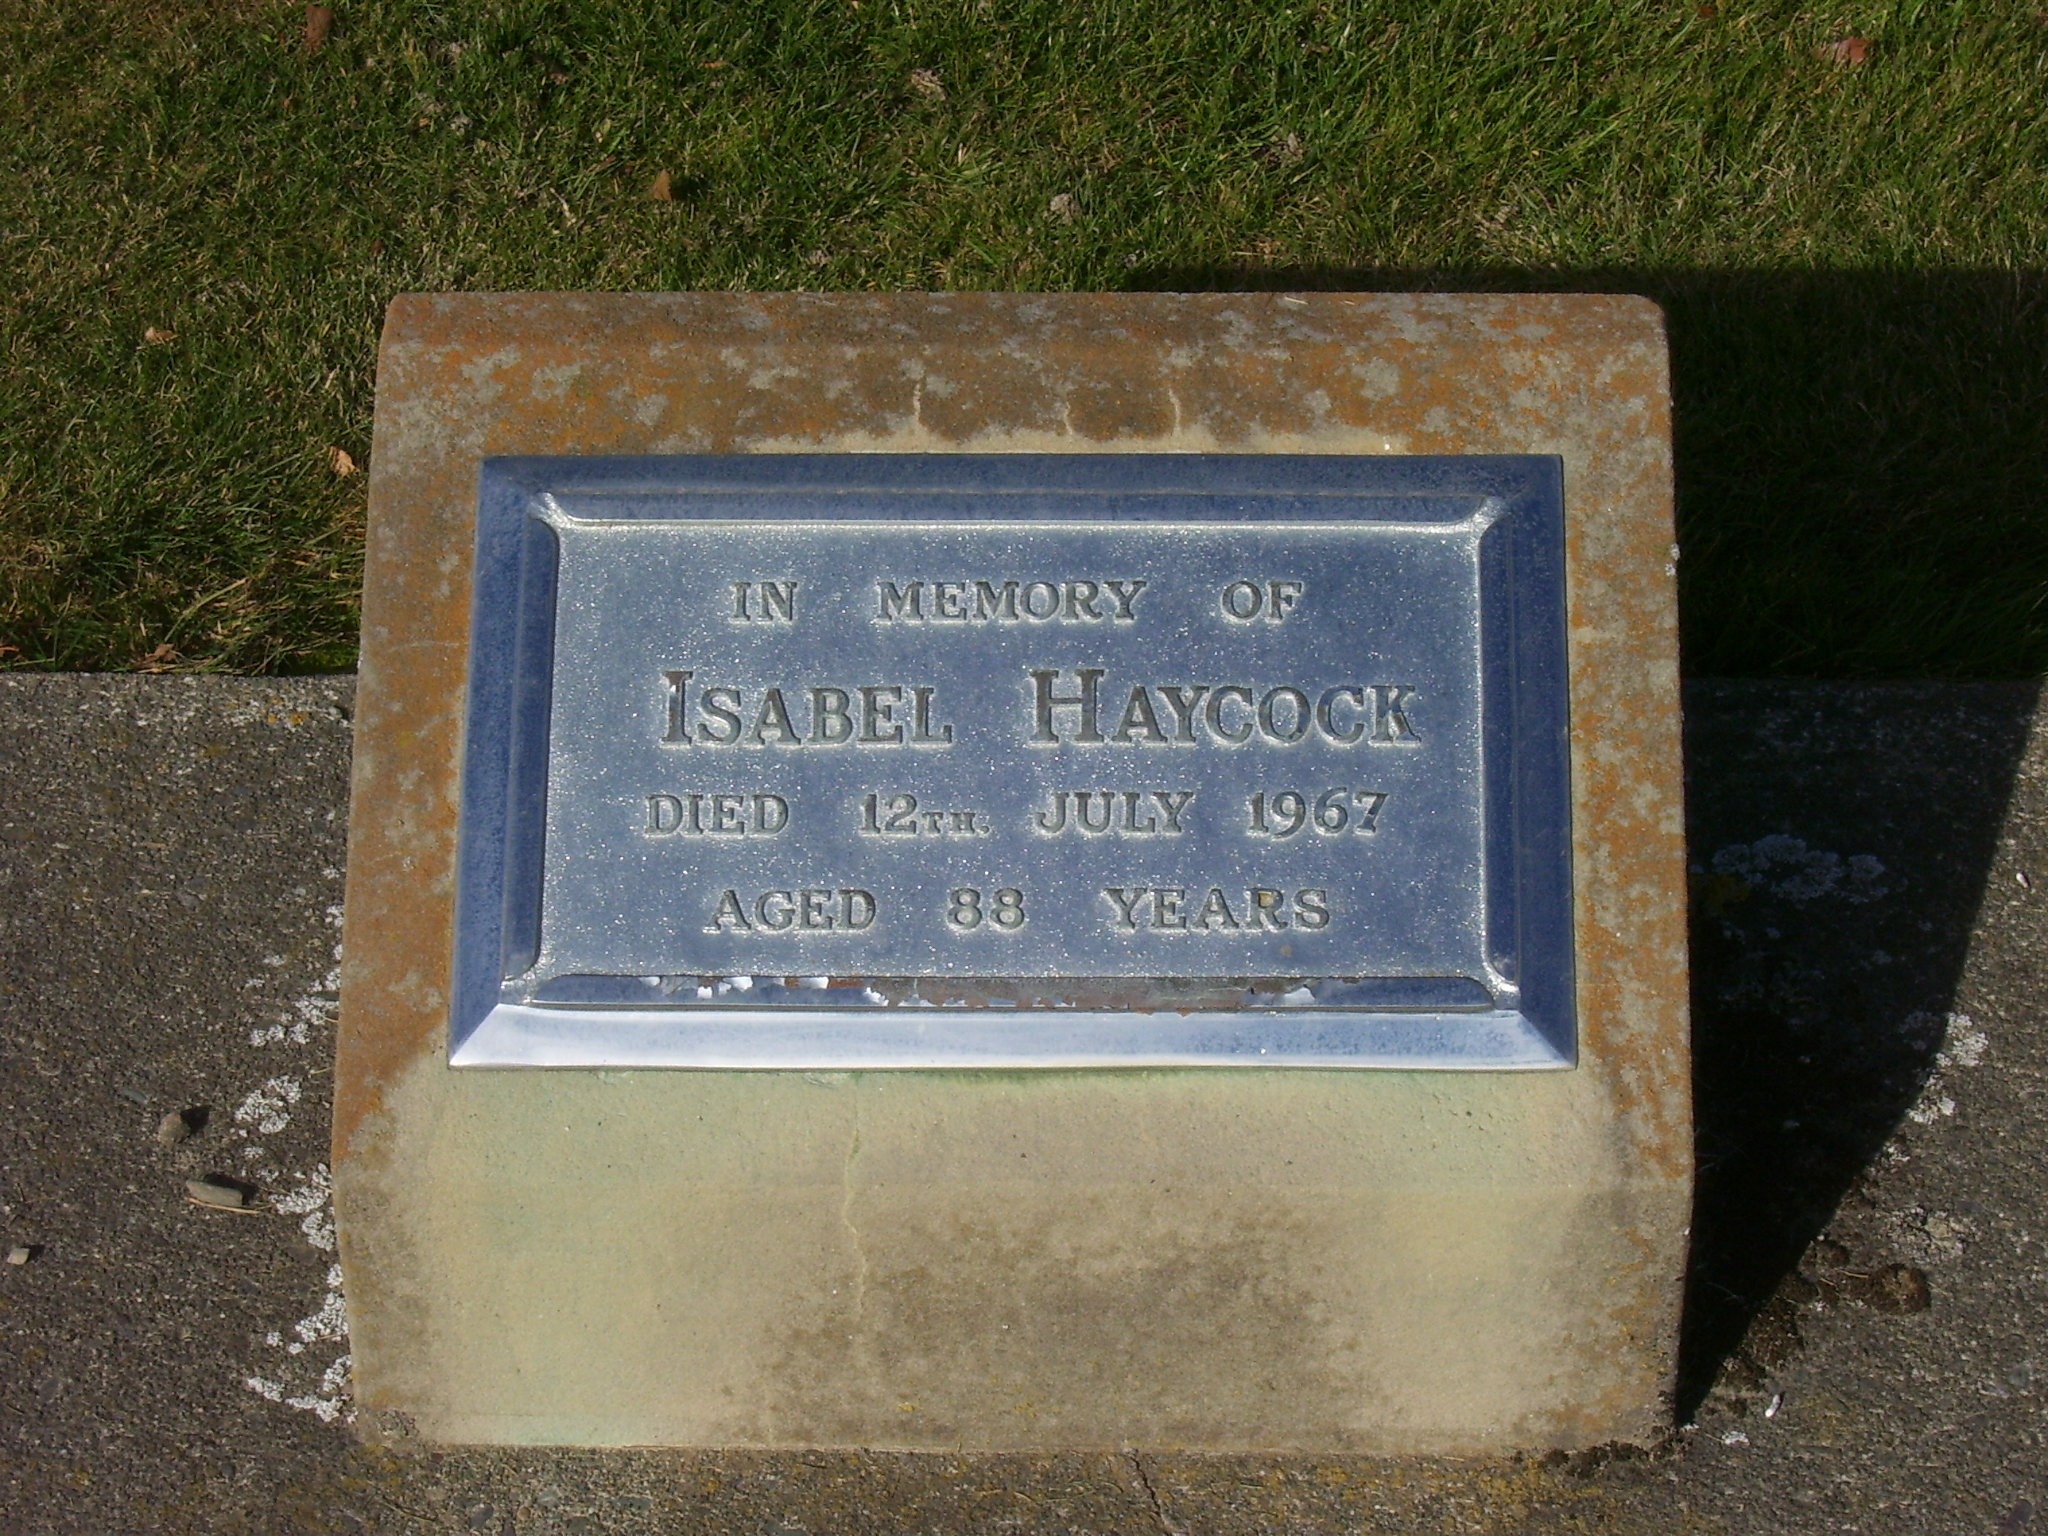 IN MEMORY OF
ISABEL HAYCOCK
DIED 12TH. JULY 1967
AGED 88 YEARS